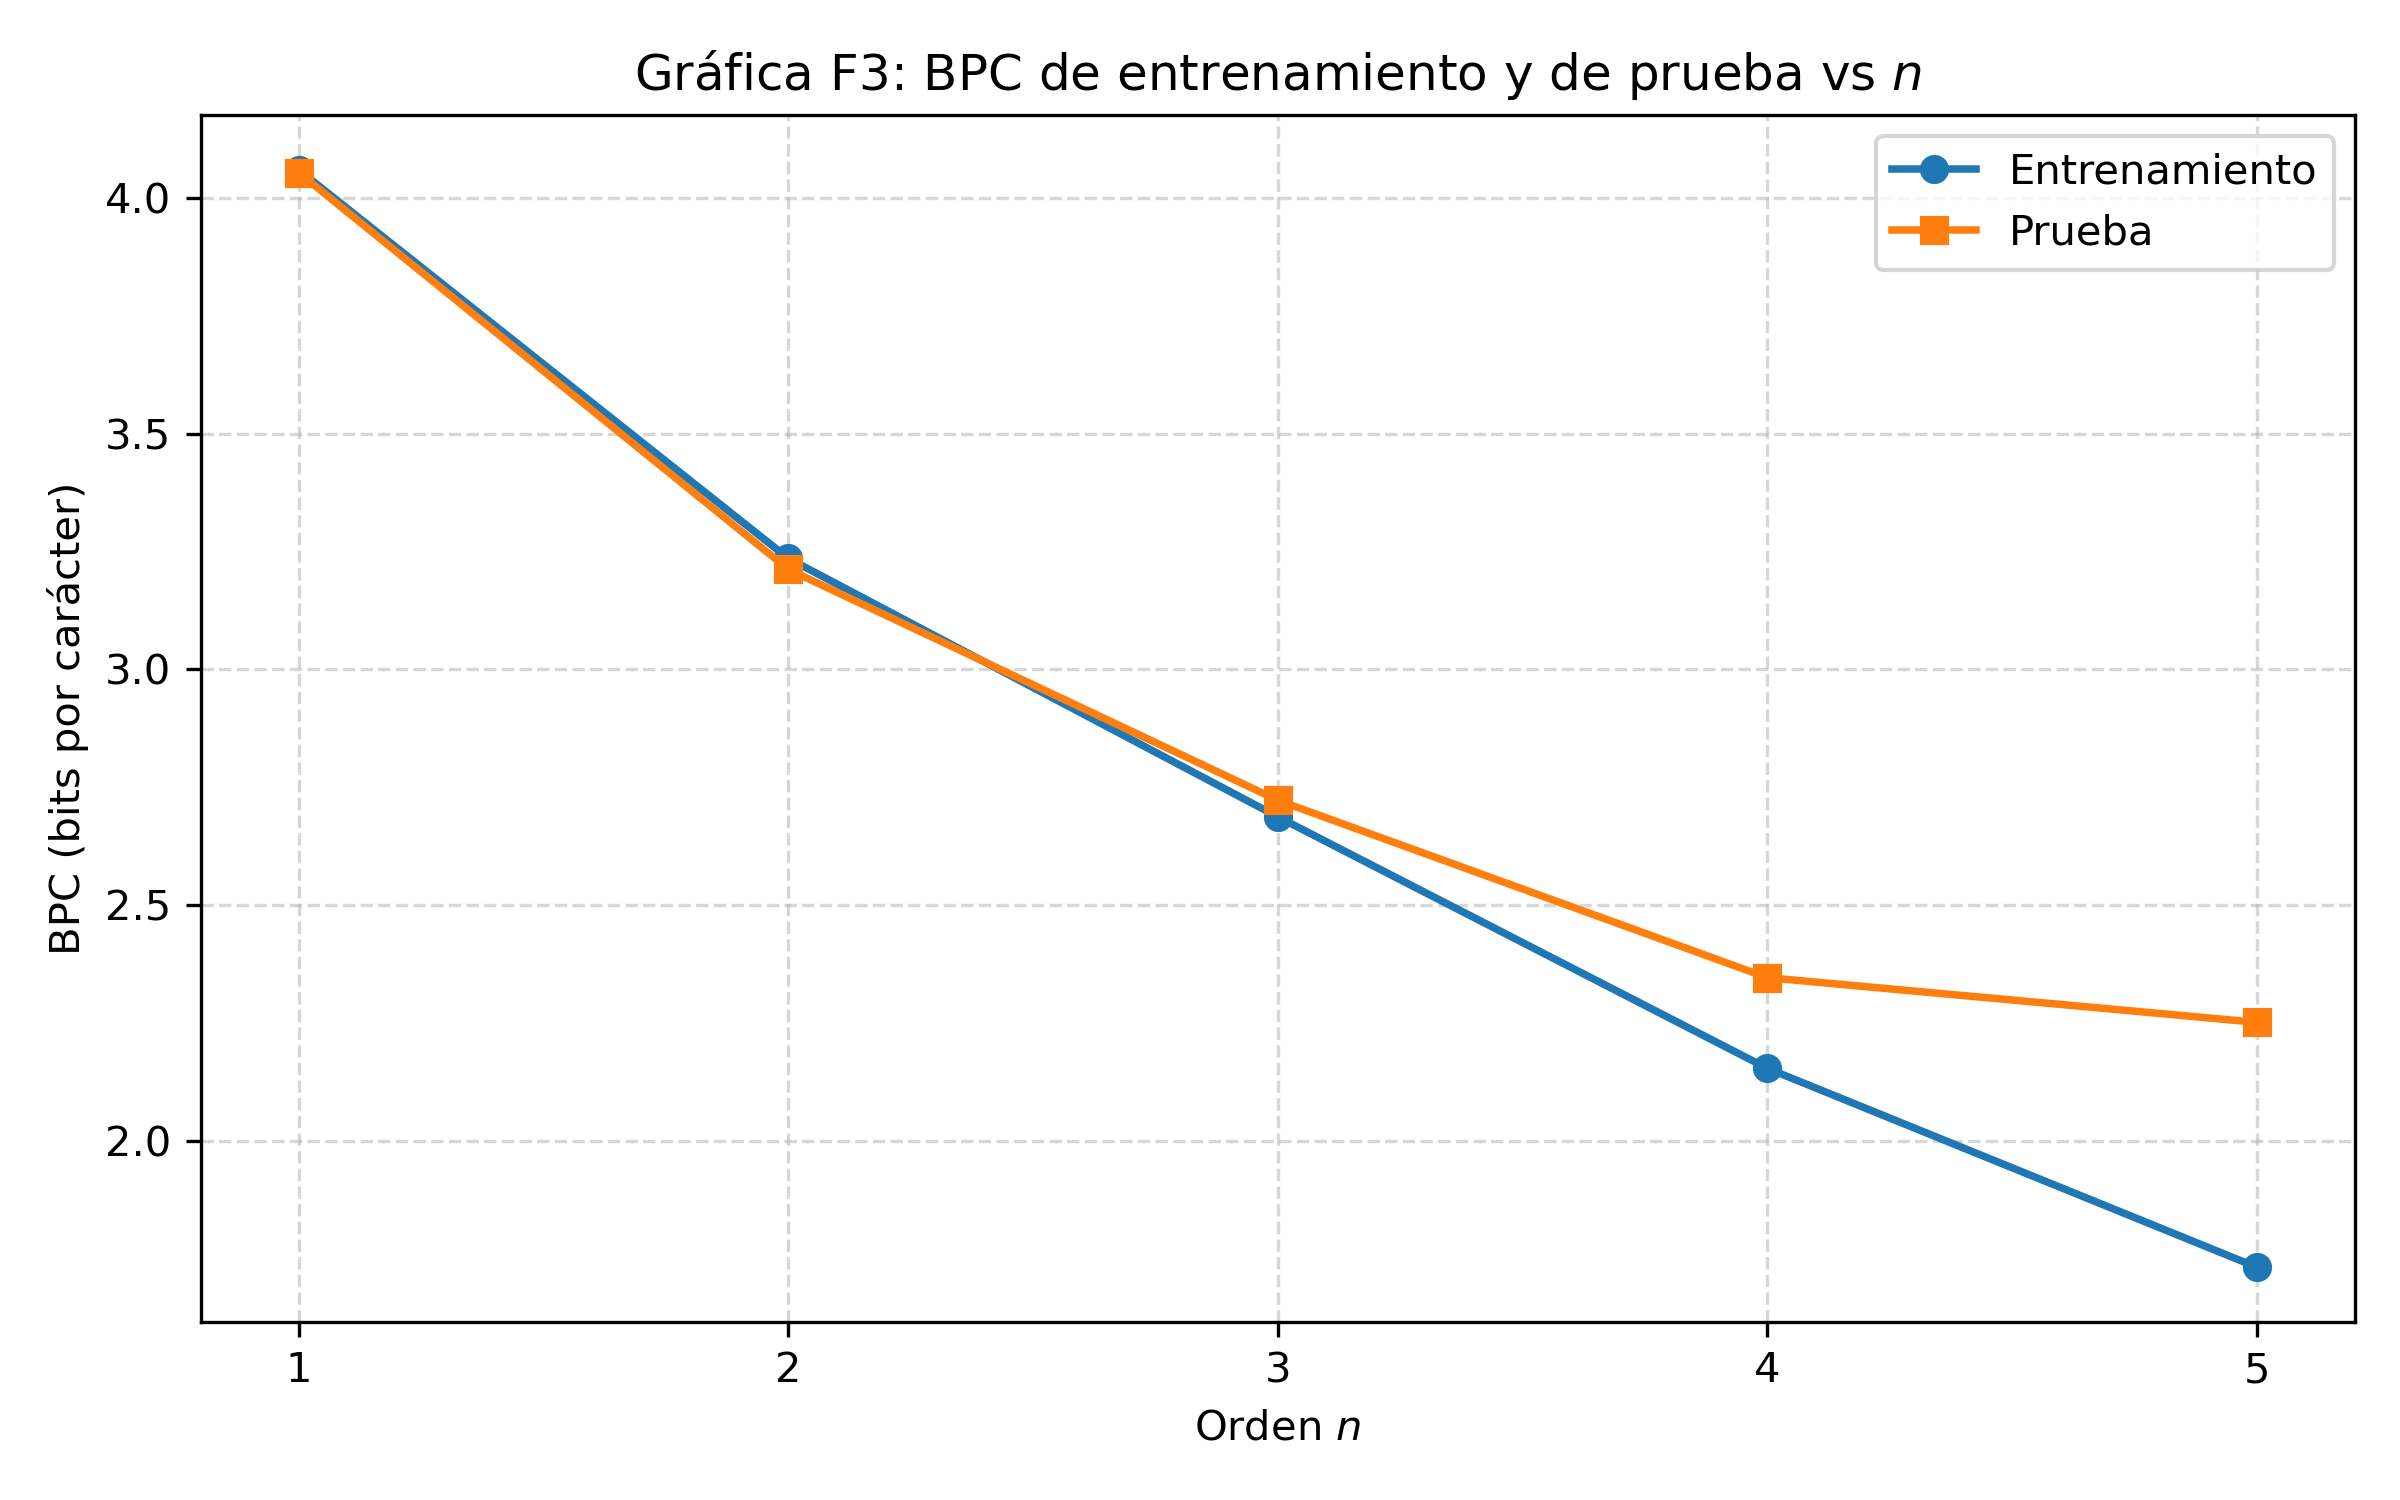 Gráfica F3: BPC de entrenamiento y de prueba vs n
Entrenamiento
Prueba
BPC (bits por carácter)
4.0
3.5
3.0
2.5
2.0
1 2 3 4 5
Orden n